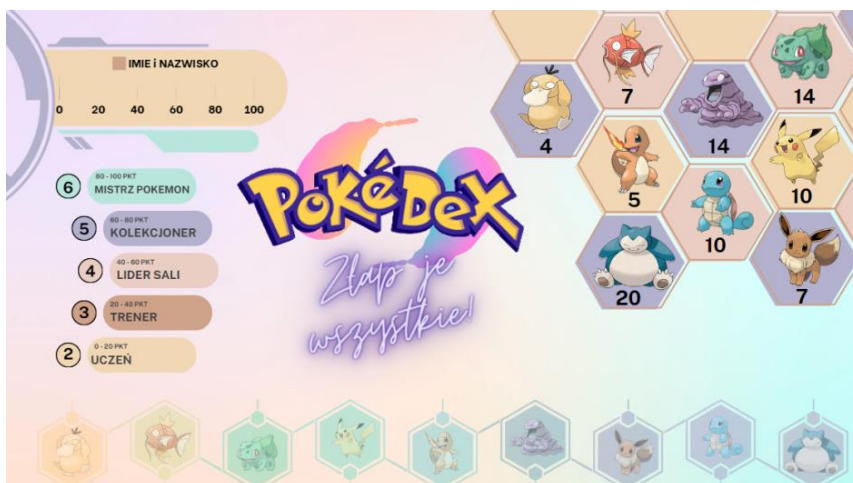 IMIE i NAZWISKO
0 20 40 60 80 100
6
80 - 100 PKT
MISTRZ POKEMON
5
60 - 80 PKT
KOLEKCJONER
4
40 - 60 PKT
LIDER SALI
3
20 - 40 PKT
TRENER
2
0 - 20 PKT
UCZEŃ
POKéDEX
Złap je
wszystkie!
7
14
4
14
5
10
10
20
7